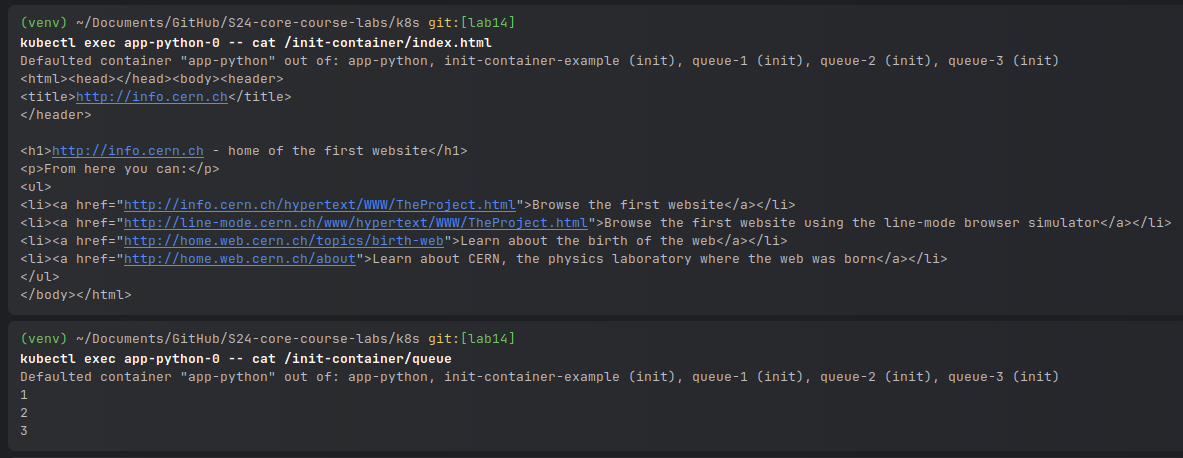 (venv) ~/Documents/GitHub/S24-core-course-labs/k8s git:[lab14]
kubectl exec app-python-0 -- cat /init-container/index.html
Defaulted container "app-python" out of: app-python, init-container-example (init), queue-1 (init), queue-2 (init), queue-3 (init)
<html><head></head><body><header>
<title>http://info.cern.ch</title>
</header>
<h1>http://info.cern.ch - home of the first website</h1>
<p>From here you can:</p>
<ul>
<li><a href="http://info.cern.ch/hypertext/WWW/TheProject.html">Browse the first website</a></li>
<li><a href="http://line-mode.cern.ch/www/hypertext/WWW/TheProject.html">Browse the first website using the line-mode browser simulator</a></li>
<li><a href="http://home.web.cern.ch/topics/birth-web">Learn about the birth of the web</a></li>
<li><a href="http://home.web.cern.ch/about">Learn about CERN, the physics laboratory where the web was born</a></li>
</ul>
</body></html>
(venv) ~/Documents/GitHub/S24-core-course-labs/k8s git:[lab14]
kubectl exec app-python-0 -- cat /init-container/queue
Defaulted container "app-python" out of: app-python, init-container-example (init), queue-1 (init), queue-2 (init), queue-3 (init)
1
2
3